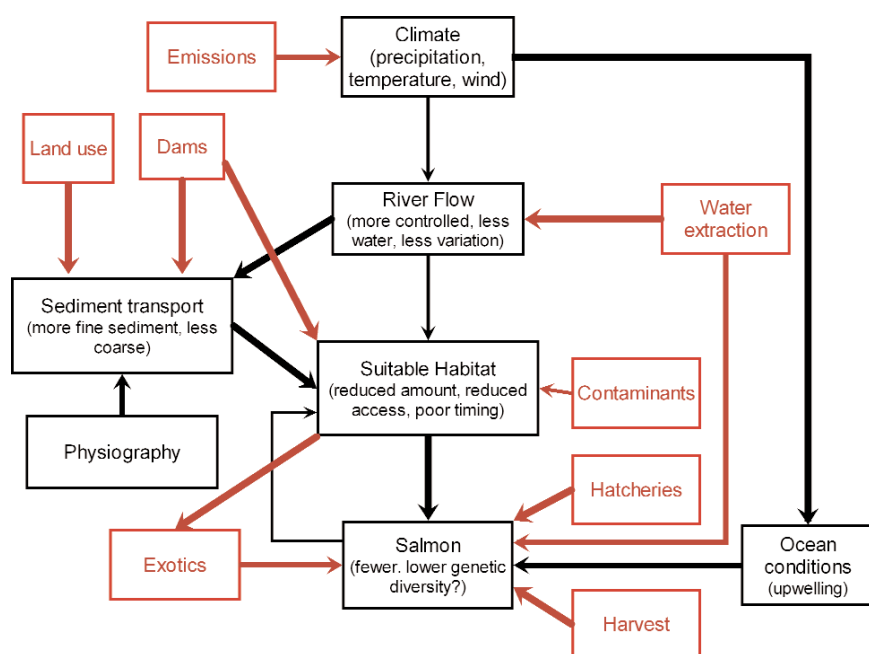 Climate
(precipitation,
temperature, wind)
Emissions
Land use
Dams
River Flow
(more controlled, less
water, less variation)
Water
extraction
Sediment transport
(more fine sediment, less
coarse)
Suitable Habitat
(reduced amount, reduced
access, poor timing)
Contaminants
Physiography
Hatcheries
Exotics
Salmon
(fewer. lower genetic
diversity?)
Ocean
conditions
(upwelling)
Harvest